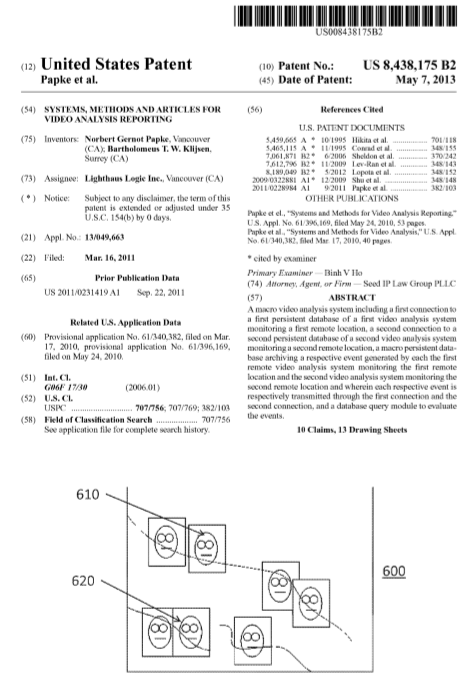 US008438175B2
(12) United States Patent
Papke et al.
(10) Patent No.: US 8,438,175 B2
(45) Date of Patent: May 7, 2013
(54) SYSTEMS, METHODS AND ARTICLES FOR
VIDEO ANALYSIS REPORTING
(75) Inventors: Norbert Gernot Papke, Vancouver
(CA); Bartholomeus T. W. Klijsen,
Surrey (CA)
(73) Assignee: Lighthaus Logic Inc., Vancouver (CA)
( * ) Notice: Subject to any disclaimer, the term of this
patent is extended or adjusted under 35
U.S.C. 154(b) by 0 days.
(21) Appl. No.: 13/049,663
(22) Filed: Mar. 16, 2011
(65) Prior Publication Data
US 2011/0231419 A1 Sep. 22, 2011
Related U.S. Application Data
(60) Provisional application No. 61/340,382, filed on Mar.
17, 2010, provisional application No. 61/396,169,
filed on May 24, 2010.
(51) Int. Cl.
G06F 17/30 (2006.01)
(52) U.S. Cl.
USPC .................... 707/756; 707/769; 382/103
(58) Field of Classification Search .................. 707/756
See application file for complete search history.
(56) References Cited
U.S. PATENT DOCUMENTS
5,459,665 A * 10/1995 Hikita et al. .................. 701/118
5,465,115 A * 11/1995 Conrad et al. ................ 348/155
7,061,871 B2 * 6/2006 Sheldon et al. .............. 370/242
7,612,796 B2 * 11/2009 Lev-Ran et al. .............. 348/143
8,189,049 B2 * 5/2012 Lopota et al. ................ 348/152
2009/0322881 A1 * 12/2009 Shu et al. ..................... 348/148
2011/0228984 A1 9/2011 Papke et al. .................. 382/103
OTHER PUBLICATIONS
Papke et al., "Systems and Methods for Video Analysis Reporting,"
U.S. Appl. No. 61/396,169, filed May 24, 2010, 53 pages.
Papke et al., "Systems and Methods for Video Analysis," U.S. Appl.
No. 61/340,382, filed Mar. 17, 2010, 40 pages.
* cited by examiner
Primary Examiner — Binh V Ho
(74) Attorney, Agent, or Firm — Seed IP Law Group PLLC
(57) ABSTRACT
A macro video analysis system including a first connection to
a first persistent database of a first video analysis system
monitoring a first remote location, a second connection to a
second persistent database of a second video analysis system
monitoring a second remote location, a macro persistent data-
base archiving a respective event generated by each the first
remote video analysis system monitoring the first remote
location and the second video analysis system monitoring the
second remote location and wherein each respective event is
respectively transmitted through the first connection and the
second connection, and a database query module to evaluate
the events.
10 Claims, 13 Drawing Sheets
610
620
600